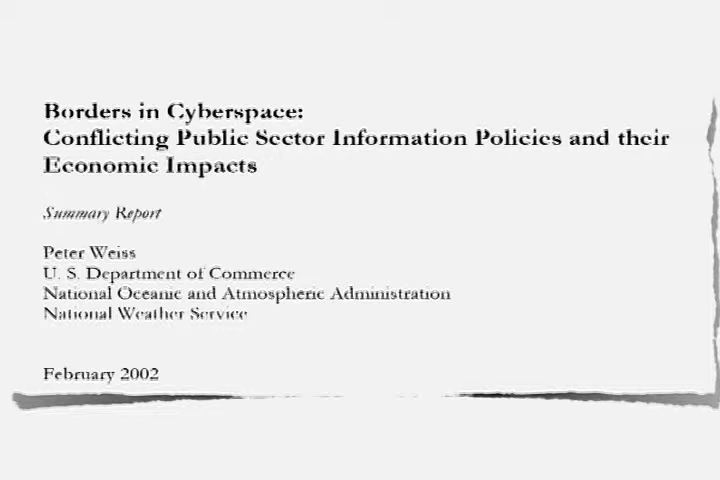 Borders in Cyberspace:
Conflicting Public Sector Information Policies and their
Economic Impacts
Summary Report
Peter Weiss
U. S. Department of Commerce
National Oceanic and Atmospheric Administration
National Weather Service
February 2002